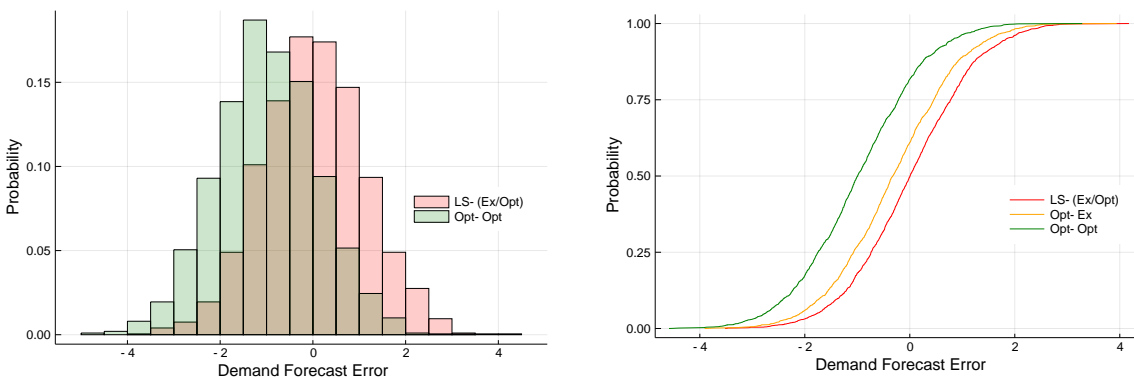 0.15
0.10
0.05
0.00
Probability
- 4
- 2
0
2
4
Demand Forecast Error
LS- (Ex/Opt)
Opt- Opt
1.00
0.75
0.50
0.25
0.00
Probability
- 4
- 2
0
2
4
Demand Forecast Error
LS- (Ex/Opt)
Opt- Ex
Opt- Opt